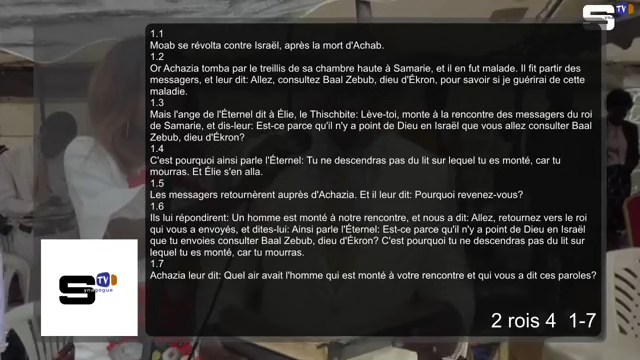 S TV
1.1
Moab se révolta contre Israël, après la mort d'Achab.
1.2
Or Achazia tomba par le treillis de sa chambre haute à Samarie, et il en fut malade. Il fit partir des
messagers, et leur dit: Allez, consultez Baal Zebub, dieu d'Ékron, pour savoir si je guérirai de cette
maladie.
1.3
Mais l'ange de l'Éternel dit à Élie, le Thischbite: Lève-toi, monte à la rencontre des messagers du roi
de Samarie, et dis-leur: Est-ce parce qu'il n'y a point de Dieu en Israël que vous allez consulter Baal
Zebub, dieu d'Ékron?
1.4
C'est pourquoi ainsi parle l'Éternel: Tu ne descendras pas du lit sur lequel tu es monté, car tu
mourras. Et Élie s'en alla.
1.5
Les messagers retournèrent auprès d'Achazia. Et il leur dit: Pourquoi revenez-vous?
1.6
Ils lui répondirent: Un homme est monté à notre rencontre, et nous a dit: Allez, retournez vers le roi
qui vous a envoyés, et dites-lui: Ainsi parle l'Éternel: Est-ce parce qu'il n'y a point de Dieu en Israël
que tu envoies consulter Baal Zebub, dieu d'Ékron? C'est pourquoi tu ne descendras pas du lit sur
lequel tu es monté, car tu mourras.
1.7
Achazia leur dit: Quel air avait l'homme qui est monté à votre rencontre et qui vous a dit ces paroles?
S TV
ynagogue
2 rois 4 1-7